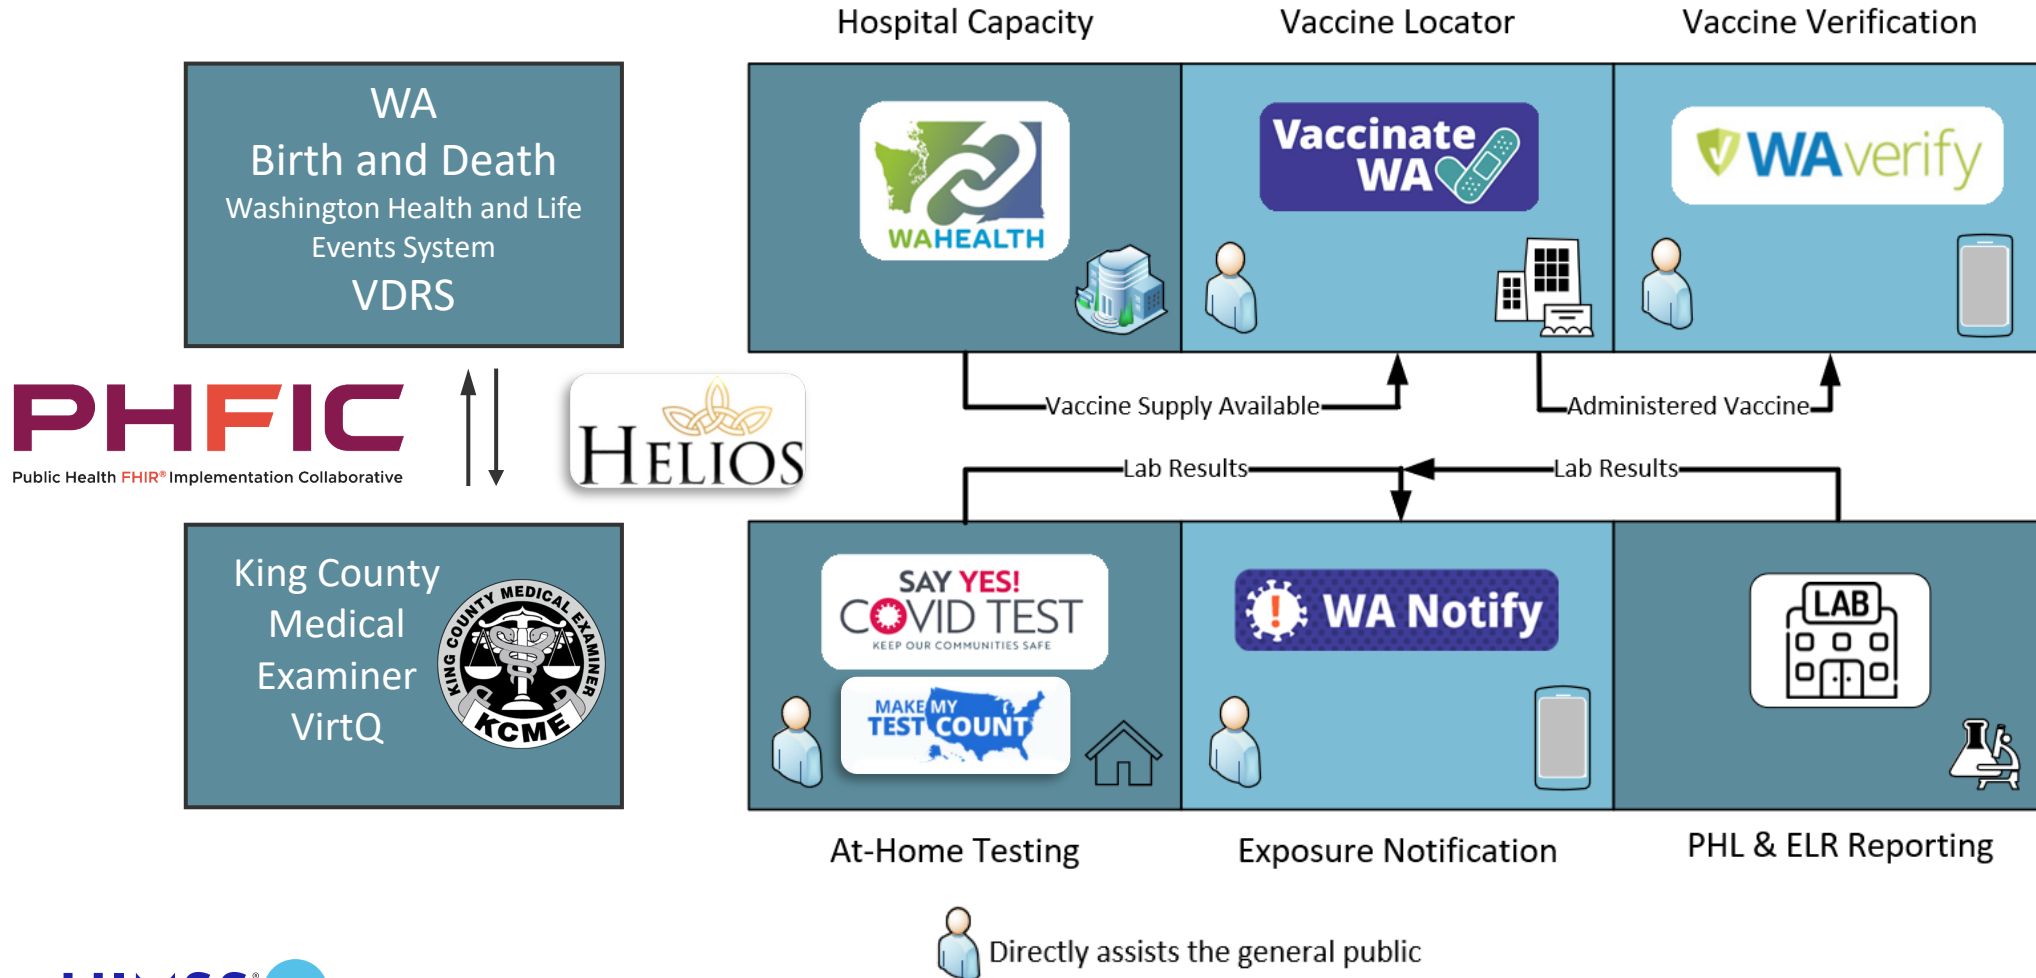 Hospital Capacity
Vaccine Locator
Vaccine Verification
WA
Birth and Death
Washington Health and Life
Events System
VDRS
WAHEALTH
Vaccinate
WA
WAverify
PHFIC
Public Health FHIR® Implementation Collaborative
HELIOS
Vaccine Supply Available
Administered Vaccine
Lab Results
Lab Results
King County
Medical
Examiner
VirtQ
KING COUNTY MEDICAL EXAMINER
KCME
SAY YES!
COVID TEST
KEEP OUR COMMUNITIES SAFE
MAKE MY
TEST COUNT
! WA Notify
LAB
At-Home Testing
Exposure Notification
PHL & ELR Reporting
Directly assists the general public